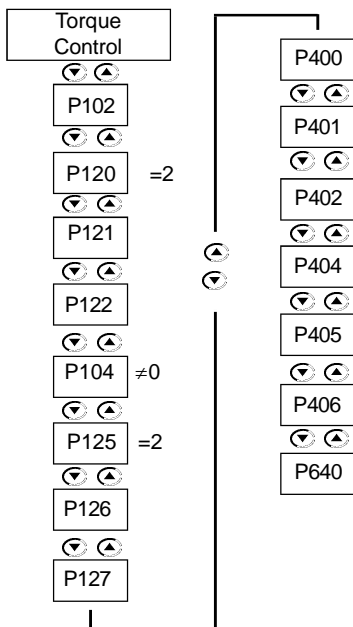 Torque
Control
P102
P120 =2
P121
P122
P104 ≠0
P125 =2
P126
P127
P400
P401
P402
P404
P405
P406
P640